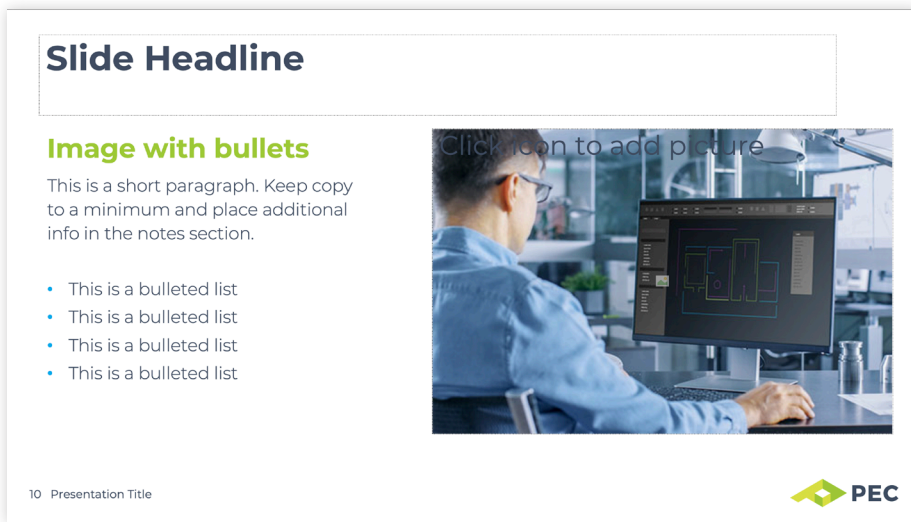 Slide Headline
Image with bullets
This is a short paragraph. Keep copy
to a minimum and place additional
info in the notes section.
• This is a bulleted list
• This is a bulleted list
• This is a bulleted list
• This is a bulleted list
Click icon to add picture
10 Presentation Title
PEC